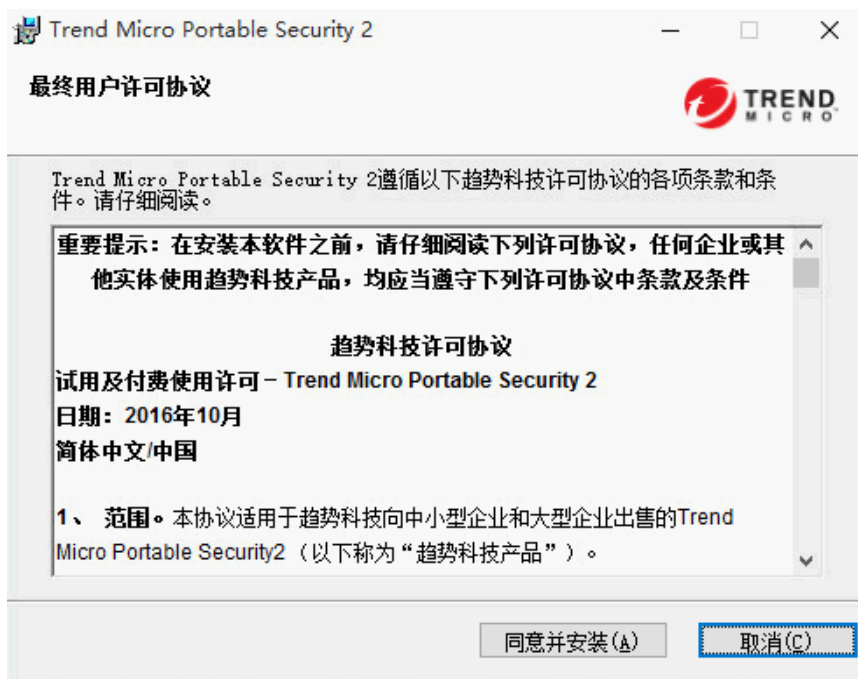 Trend Micro Portable Security 2
最终用户许可协议
TREND
MICRO
Trend Micro Portable Security 2遵循以下趋势科技许可协议的各项条款和条
件。请仔细阅读。
重要提示：在安装本软件之前，请仔细阅读下列许可协议，任何企业或其
他实体使用趋势科技产品，均应当遵守下列许可协议中条款及条件
趋势科技许可协议
试用及付费使用许可－Trend Micro Portable Security 2
日期：2016年10月
简体中文/中国
1、 范围。本协议适用于趋势科技向中小型企业和大型企业出售的Trend
Micro Portable Security2（以下称为“趋势科技产品”）。
同意并安装(A)
取消(C)